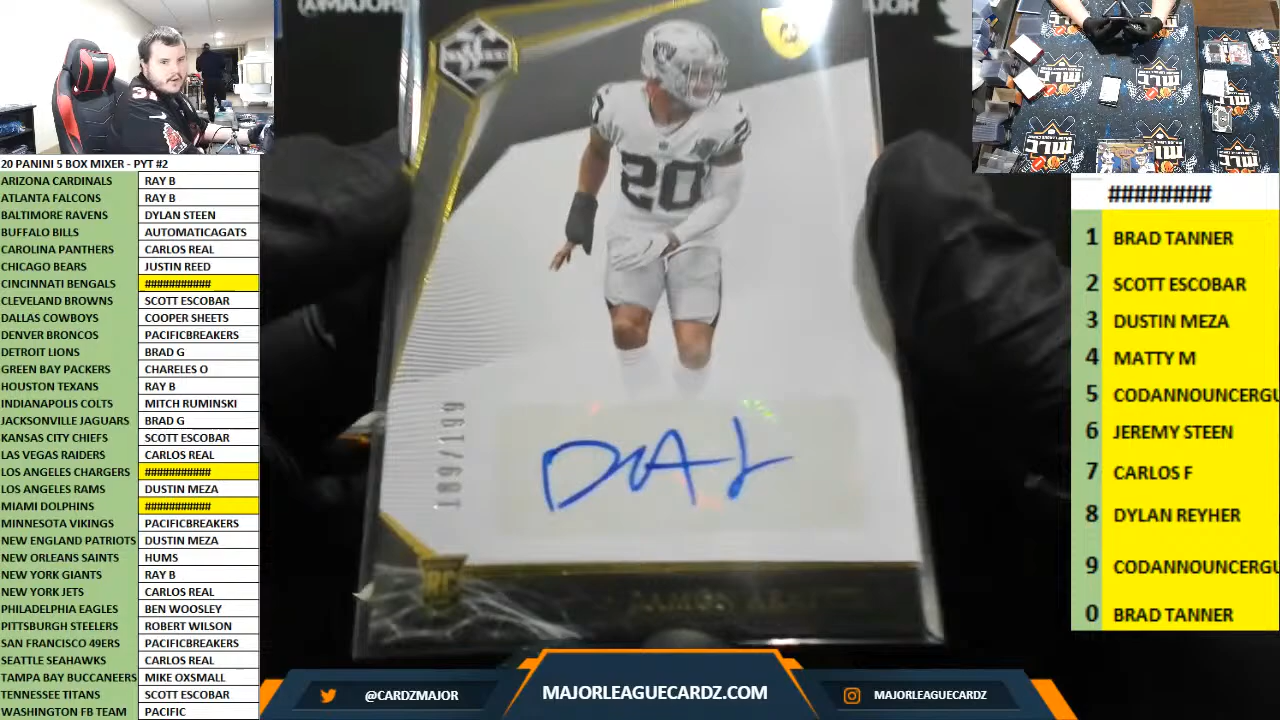 20 PANINI 5 BOX MIXER - PYT #2
ARIZONA CARDINALS RAY B
ATLANTA FALCONS RAY B
BALTIMORE RAVENS DYLAN STEEN
BUFFALO BILLS AUTOMATICAGATS
CAROLINA PANTHERS CARLOS REAL
CHICAGO BEARS JUSTIN REED
CINCINNATI BENGALS ###########
CLEVELAND BROWNS SCOTT ESCOBAR
DALLAS COWBOYS COOPER SHEETS
DENVER BRONCOS PACIFICBREAKERS
DETROIT LIONS BRAD G
GREEN BAY PACKERS CHARELES O
HOUSTON TEXANS RAY B
INDIANAPOLIS COLTS MITCH RUMINSKI
JACKSONVILLE JAGUARS BRAD G
KANSAS CITY CHIEFS SCOTT ESCOBAR
LAS VEGAS RAIDERS CARLOS REAL
LOS ANGELES CHARGERS ###########
LOS ANGELES RAMS DUSTIN MEZA
MIAMI DOLPHINS ###########
MINNESOTA VIKINGS PACIFICBREAKERS
NEW ENGLAND PATRIOTS DUSTIN MEZA
NEW ORLEANS SAINTS HUMS
NEW YORK GIANTS RAY B
NEW YORK JETS CARLOS REAL
PHILADELPHIA EAGLES BEN WOOSLEY
PITTSBURGH STEELERS ROBERT WILSON
SAN FRANCISCO 49ERS PACIFICBREAKERS
SEATTLE SEAHAWKS CARLOS REAL
TAMPA BAY BUCCANEERS MIKE OXSMALL
TENNESSEE TITANS SCOTT ESCOBAR
WASHINGTON FB TEAM PACIFIC
20
20
189/199
RC
########
1 BRAD TANNER
2 SCOTT ESCOBAR
3 DUSTIN MEZA
4 MATTY M
5 CODANNOUNCERGU
6 JEREMY STEEN
7 CARLOS F
8 DYLAN REYHER
9 CODANNOUNCERGU
0 BRAD TANNER
@CARDZMAJOR
MAJORLEAGUECARDZ.COM
MAJORLEAGUECARDZ